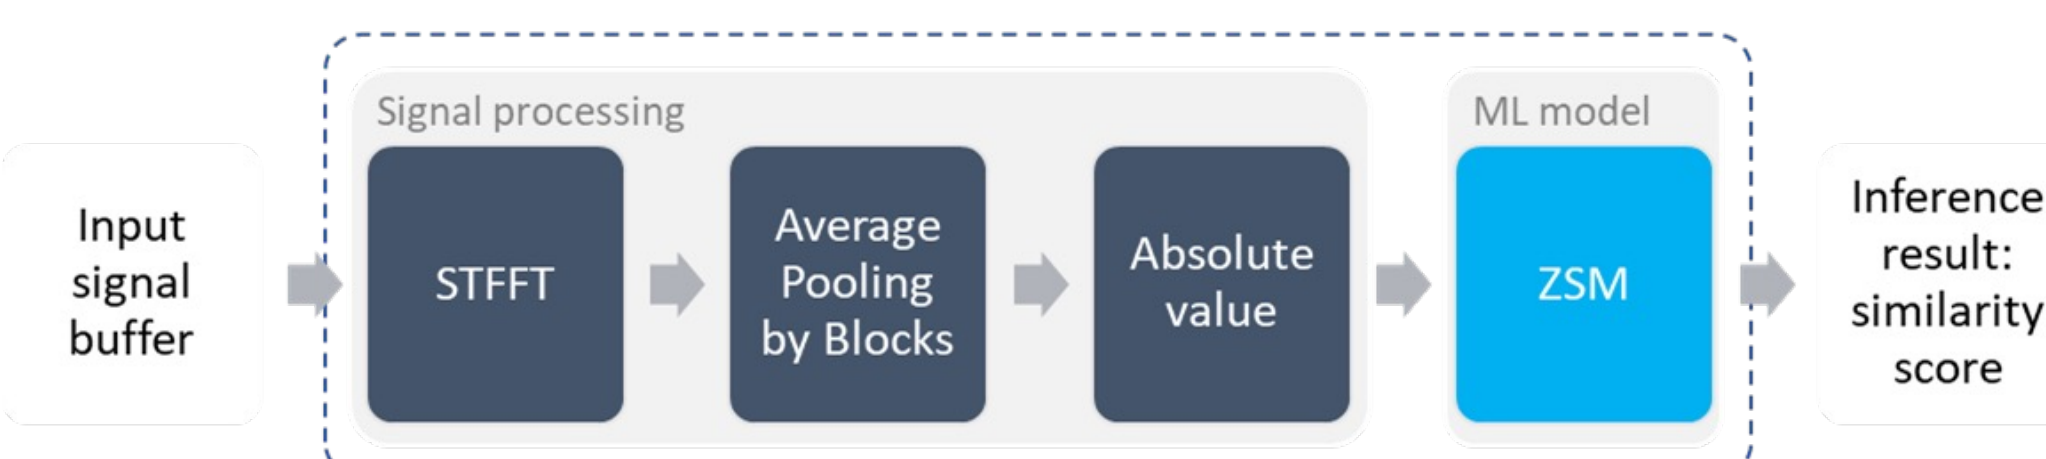 Signal processing
ML model
Input
signal
buffer
STFFT
Average
Pooling
by Blocks
Absolute
value
ZSM
Inference
result:
similarity
score